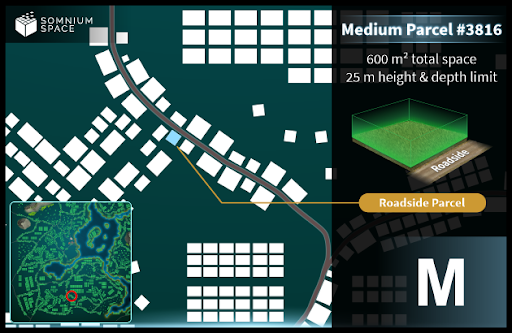 SOMNIUM
SPACE
Medium Parcel #3816
600 m² total space
25 m height & depth limit
Roadside
Roadside Parcel
M